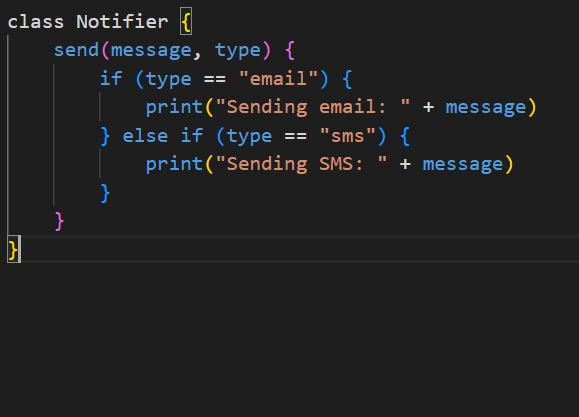 class Notifier {
    send(message, type) {
        if (type == "email") {
            print("Sending email: " + message)
        } else if (type == "sms") {
            print("Sending SMS: " + message)
        }
    }
}